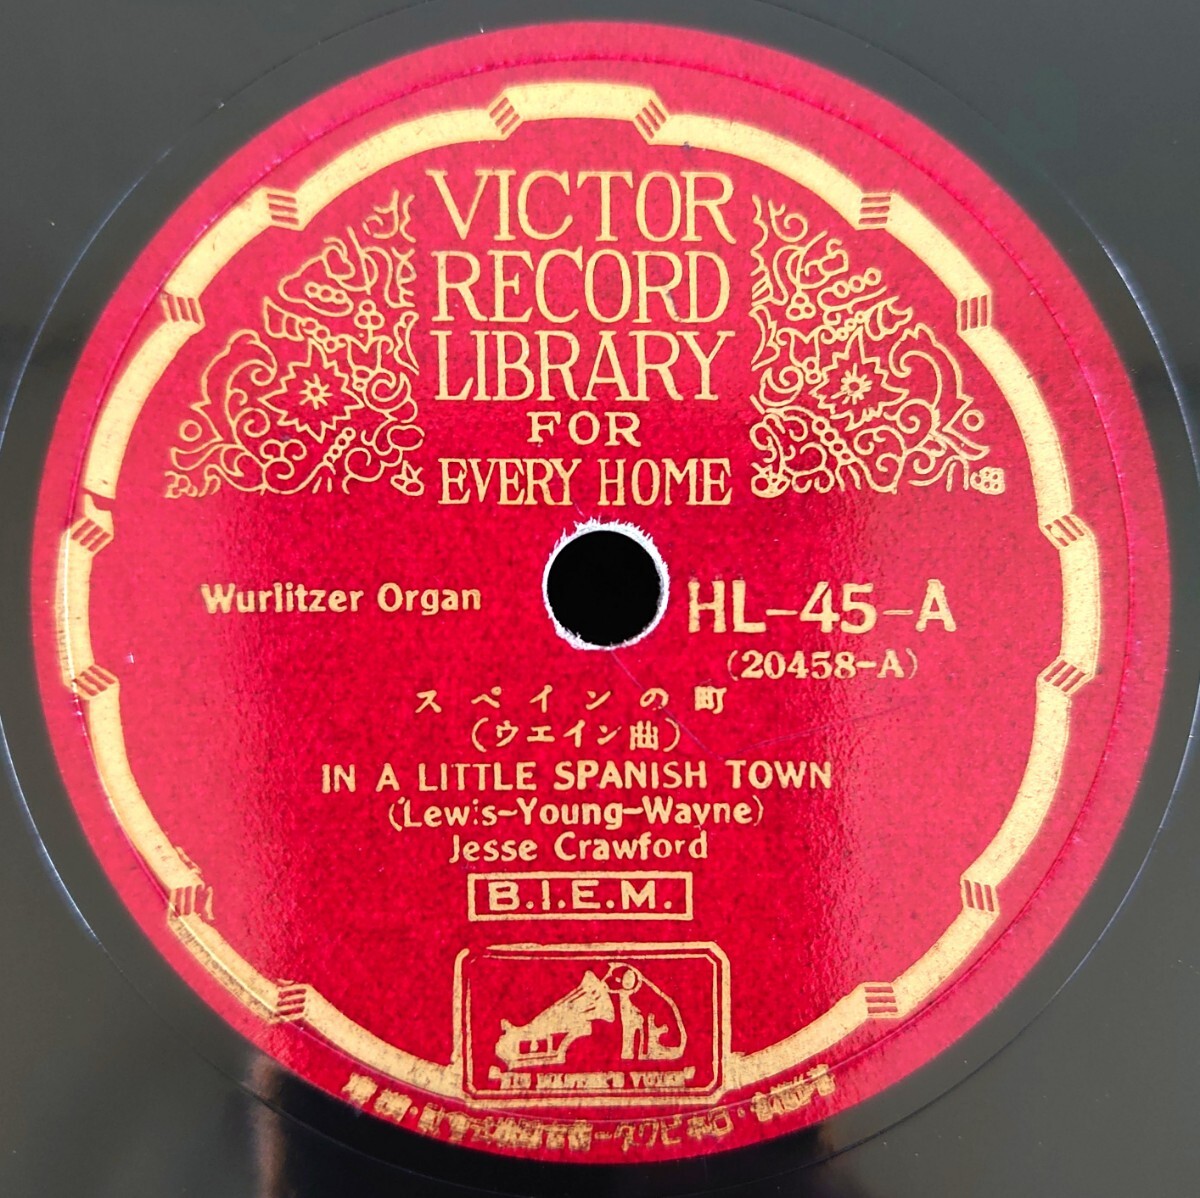 VICTOR
RECORD
LIBRARY
FOR
EVERY HOME
Wurlitzer Organ
HL-45-A
(20458-A)
スペインの町
(ウエイン曲)
IN A LITTLE SPANISH TOWN
(Lewis-Young-Wayne)
Jesse Crawford
B.I.E.M.
"HIS MASTER'S VOICE"